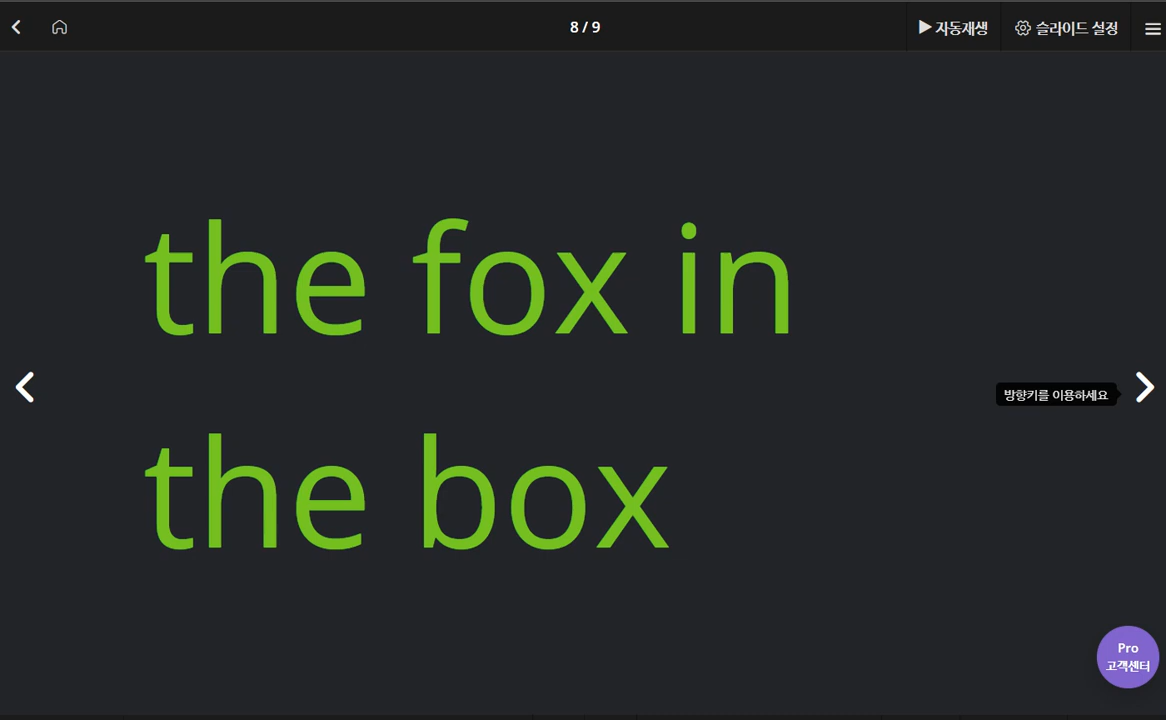 8 / 9
▶ 자동재생
슬라이드 설정
the fox in
the box
방향키를 이용하세요
Pro
고객센터